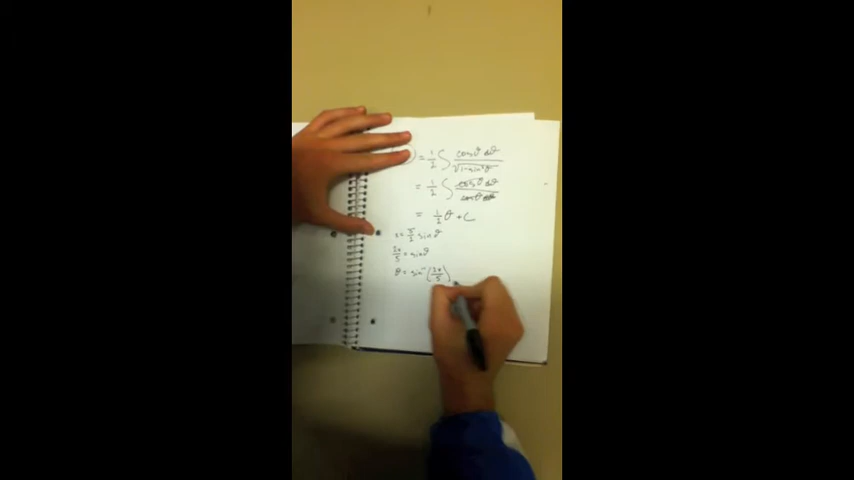 = 1/2 ∫ cosθ dθ / √(1-sin²θ)
= 1/2 ∫ cosθ dθ / cosθ dθ
= 1/2 θ + C
x = 5/2 sinθ
2x/5 = sinθ
θ = sin⁻¹(2x/5)